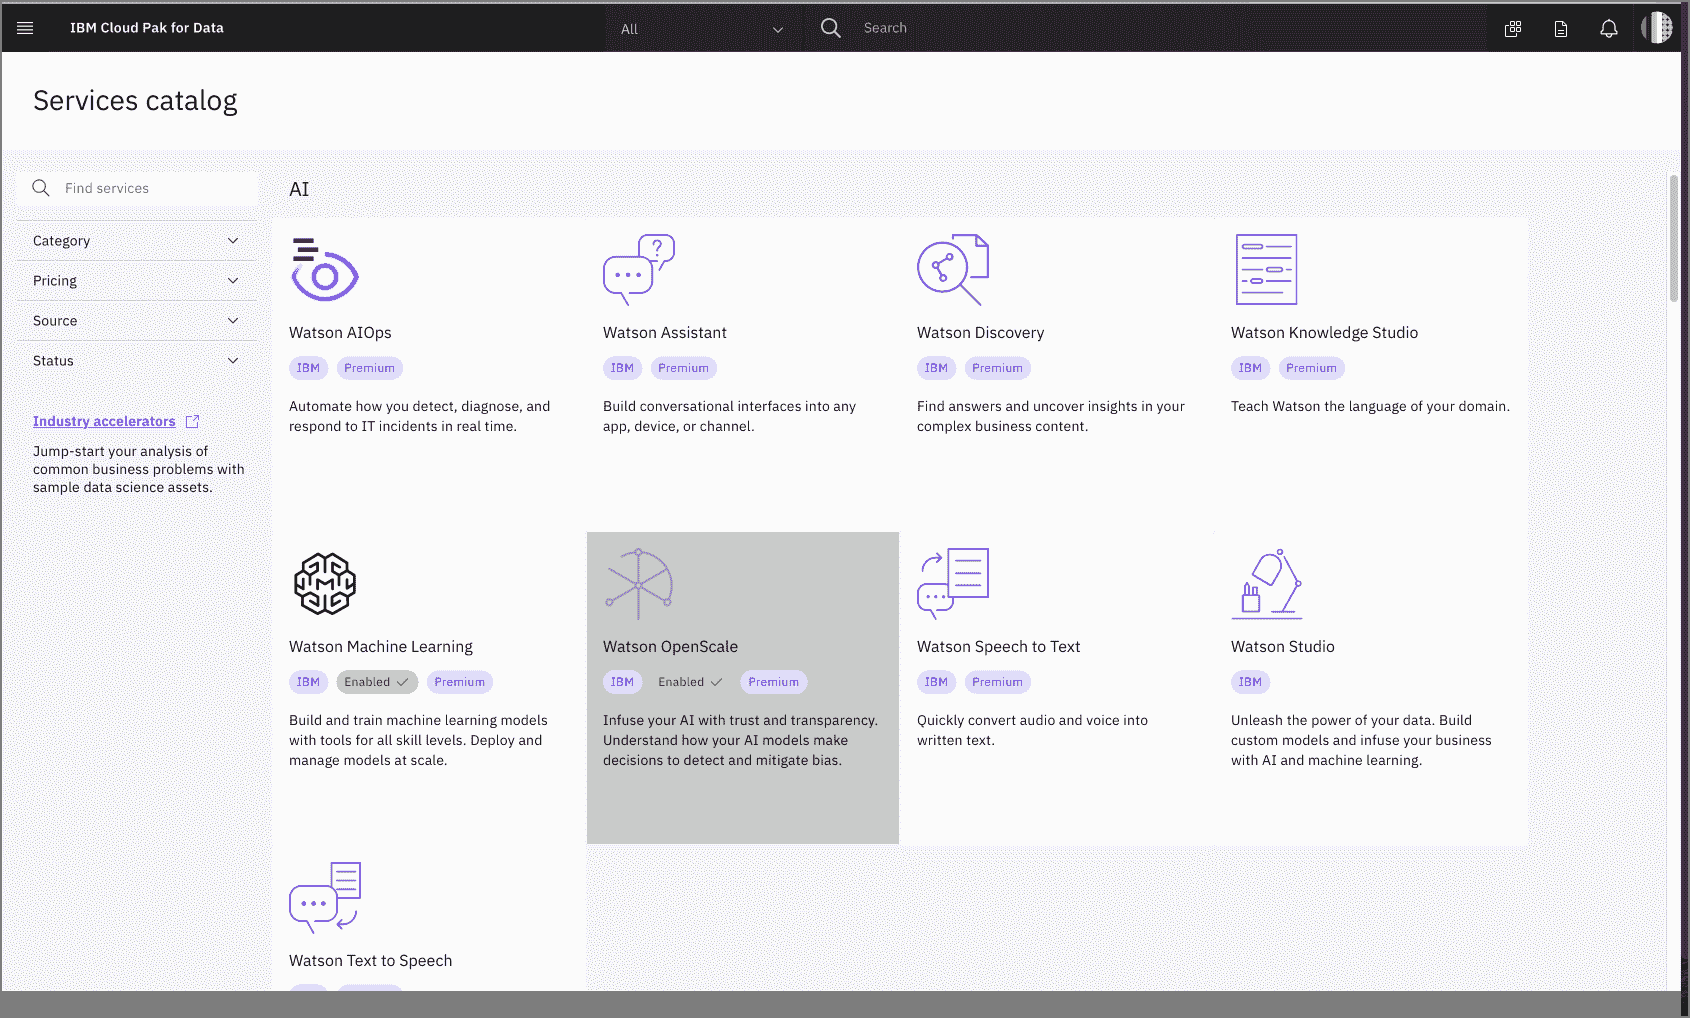 IBM Cloud Pak for Data
All
Search
Services catalog
Find services
Category
Pricing
Source
Status
Industry accelerators
Jump-start your analysis of
common business problems with
sample data science assets.
AI
Watson AIOps
IBM Premium
Automate how you detect, diagnose, and
respond to IT incidents in real time.
Watson Assistant
IBM Premium
Build conversational interfaces into any
app, device, or channel.
Watson Discovery
IBM Premium
Find answers and uncover insights in your
complex business content.
Watson Knowledge Studio
IBM Premium
Teach Watson the language of your domain.
Watson Machine Learning
IBM Enabled Premium
Build and train machine learning models
with tools for all skill levels. Deploy and
manage models at scale.
Watson OpenScale
IBM Enabled Premium
Infuse your AI with trust and transparency.
Understand how your AI models make
decisions to detect and mitigate bias.
Watson Speech to Text
IBM Premium
Quickly convert audio and voice into
written text.
Watson Studio
IBM
Unleash the power of your data. Build
custom models and infuse your business
with AI and machine learning.
Watson Text to Speech